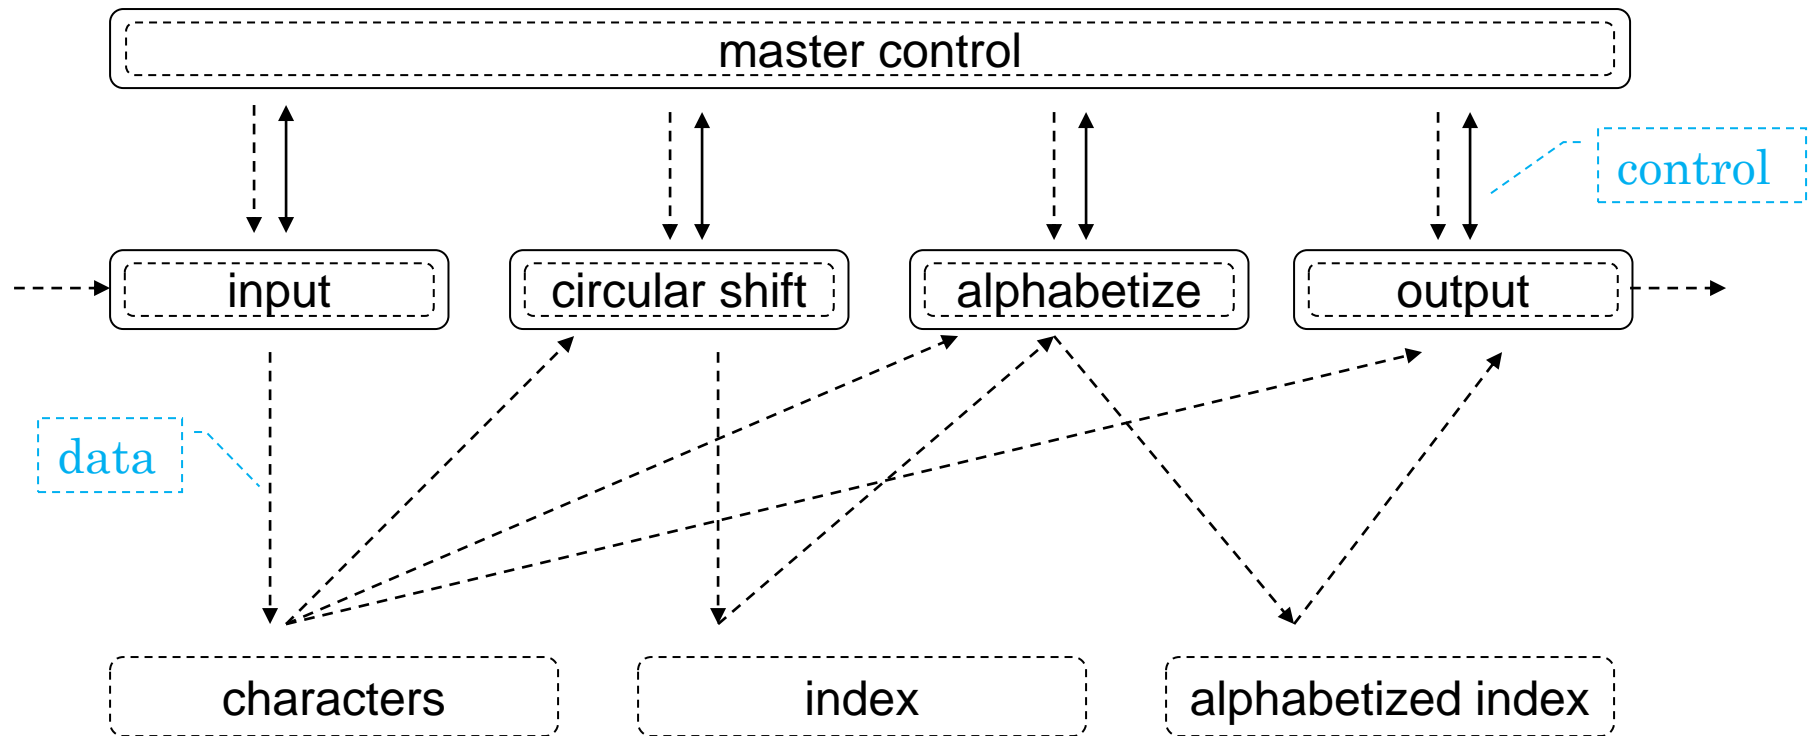 master control
control
input
circular shift
alphabetize
output
data
characters
index
alphabetized index